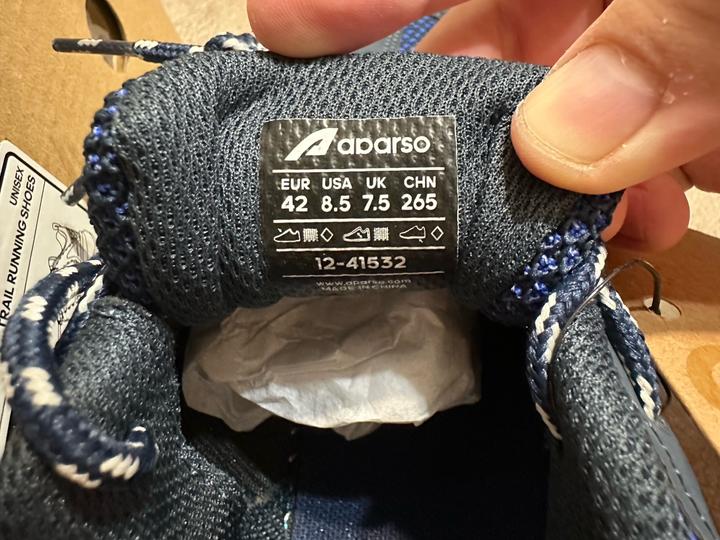 aparso
EUR USA UK CHN
42 8.5 7.5 265
12-41532
www.aparso.com
MADE IN CHINA
UNISEX
TRAIL RUNNING SHOES